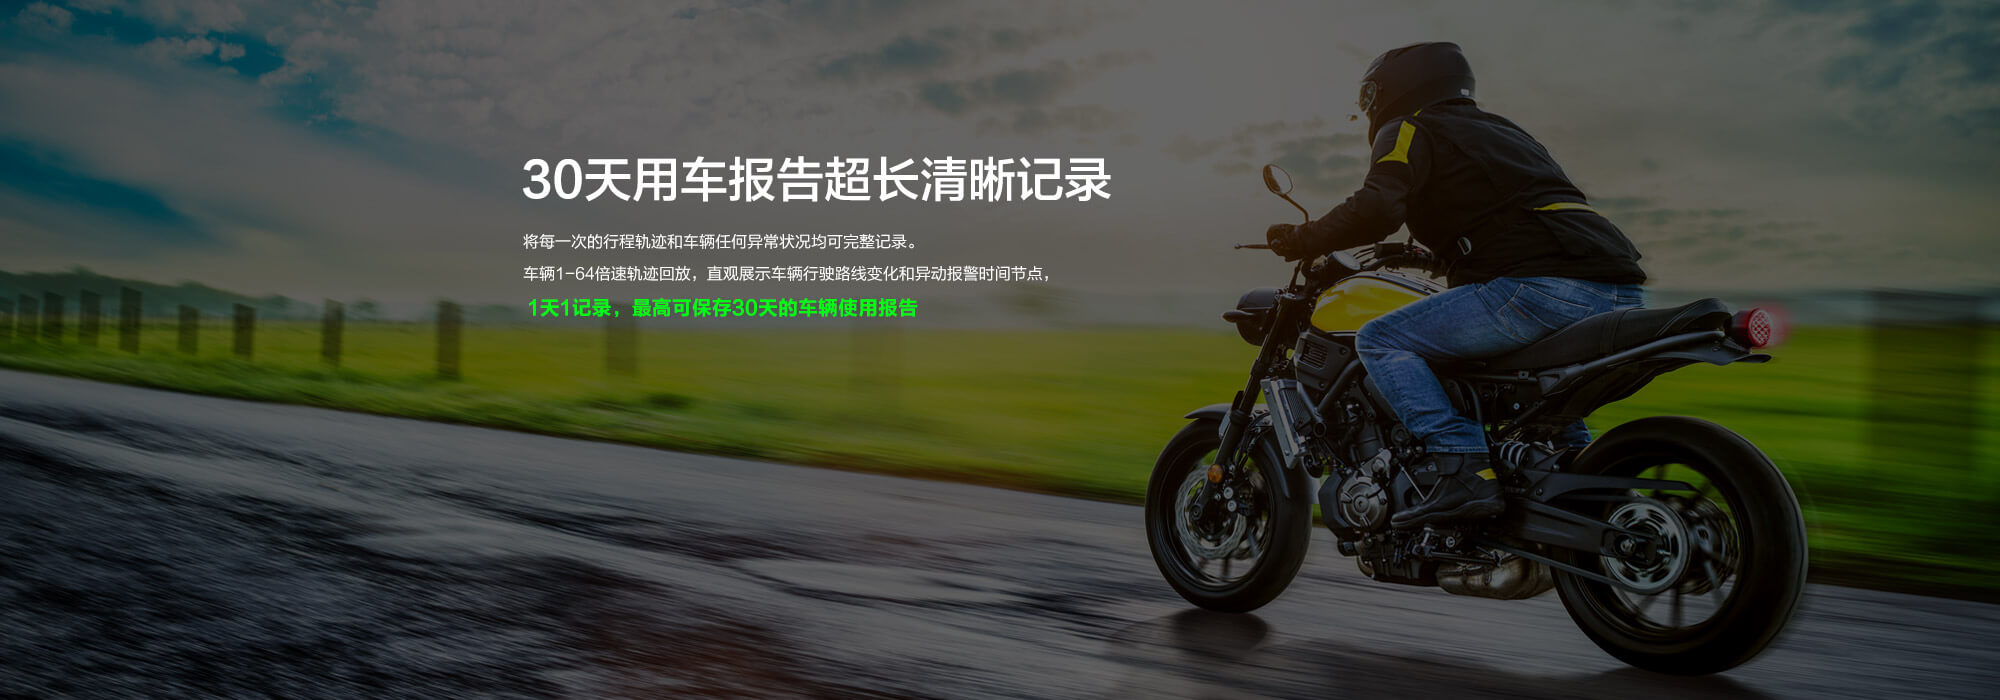 30天用车报告超长清晰记录
将每一次的行程轨迹和车辆任何异常状况均可完整记录。
车辆1-64倍速轨迹回放，直观展示车辆行驶路线变化和异动报警时间节点，
1天1记录，最高可保存30天的车辆使用报告